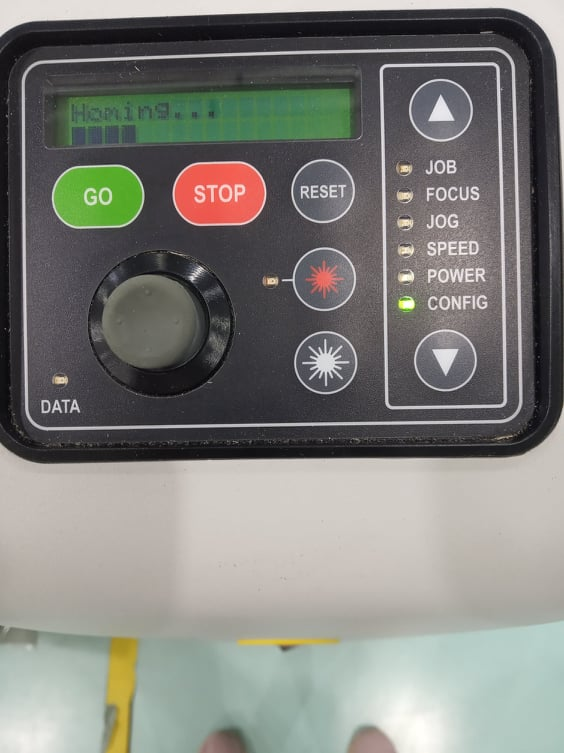 Homing...
GO
STOP
RESET
JOB
FOCUS
JOG
SPEED
POWER
CONFIG
DATA